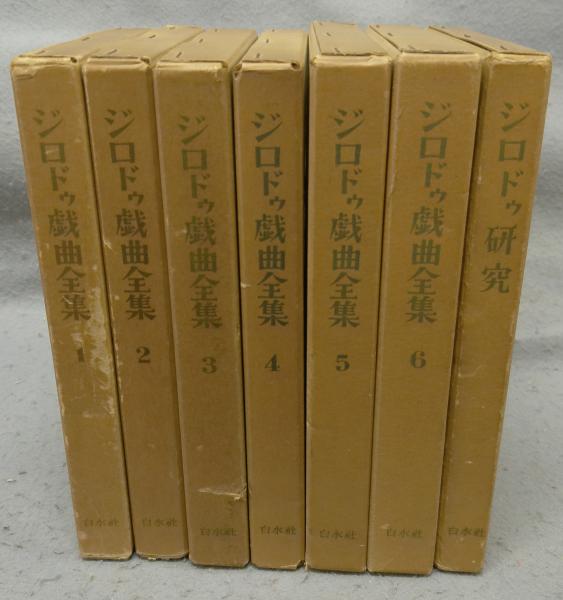 ジロドゥ戯曲全集 1 白水社
ジロドゥ戯曲全集 2 白水社
ジロドゥ戯曲全集 3 白水社
ジロドゥ戯曲全集 4 白水社
ジロドゥ戯曲全集 5 白水社
ジロドゥ戯曲全集 6 白水社
ジロドゥ研究 白水社